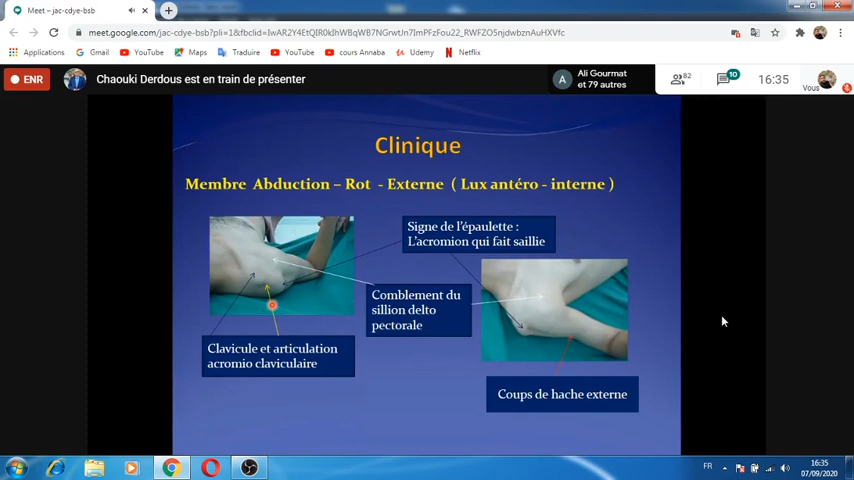 Meet – jac-cdye-bsb
meet.google.com/jac-cdye-bsb?pli=1&fbclid=IwAR2Y4EtQIR0kIhWBqWB7NGrwtJn7ImPFzFou22_RWFZO5njdwbznAuHXVfc
Applications
Gmail
YouTube
Maps
Traduire
YouTube
cours Annaba
Udemy
Netflix
ENR
Chaouki Derdous est en train de présenter
A
Ali Gourmat
et 79 autres
82
10
16:35
Vous
Clinique
Membre Abduction – Rot - Externe ( Lux antéro - interne )
Signe de l'épaulette :
L'acromion qui fait saillie
Comblement du
sillion delto
pectorale
Clavicule et articulation
acromio claviculaire
Coups de hache externe
FR
16:35
07/09/2020